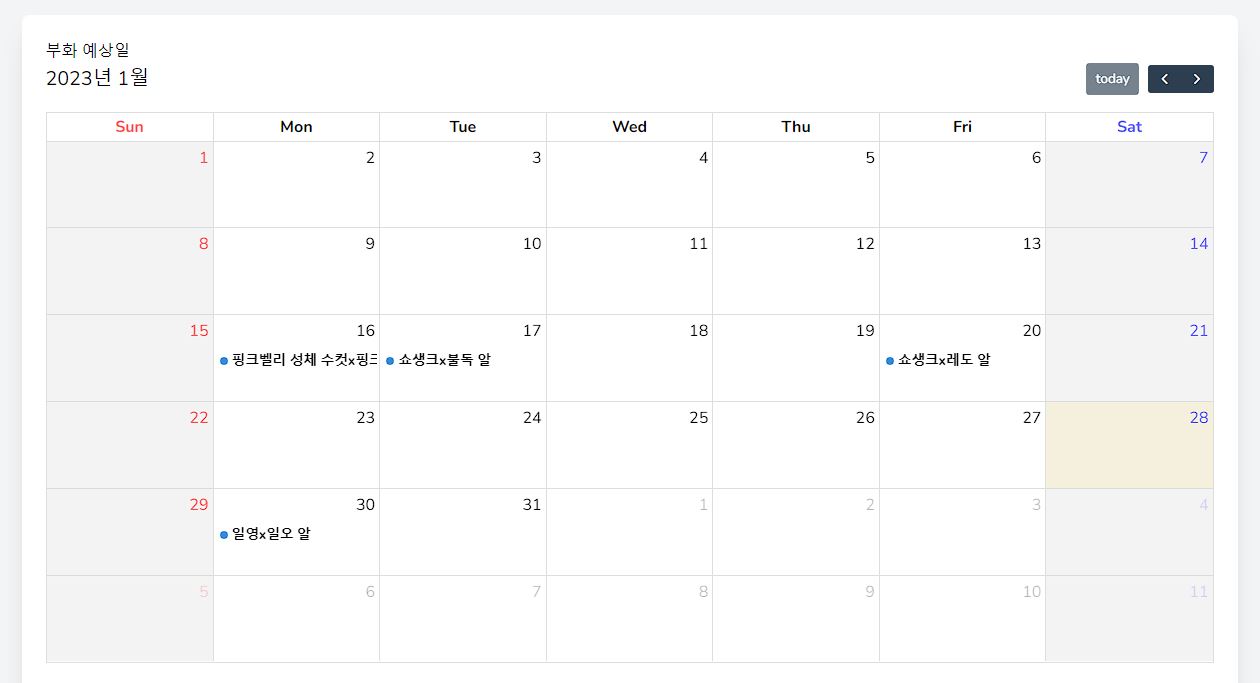 부화 예상일
2023년 1월
today
Sun Mon Tue Wed Thu Fri Sat
1 2 3 4 5 6 7
8 9 10 11 12 13 14
15 16 17 18 19 20 21
핑크벨리 성체 수컷x핑크 쇼생크x불독 알 쇼생크x레도 알
22 23 24 25 26 27 28
29 30 31 1 2 3 4
일영x일오 알
5 6 7 8 9 10 11